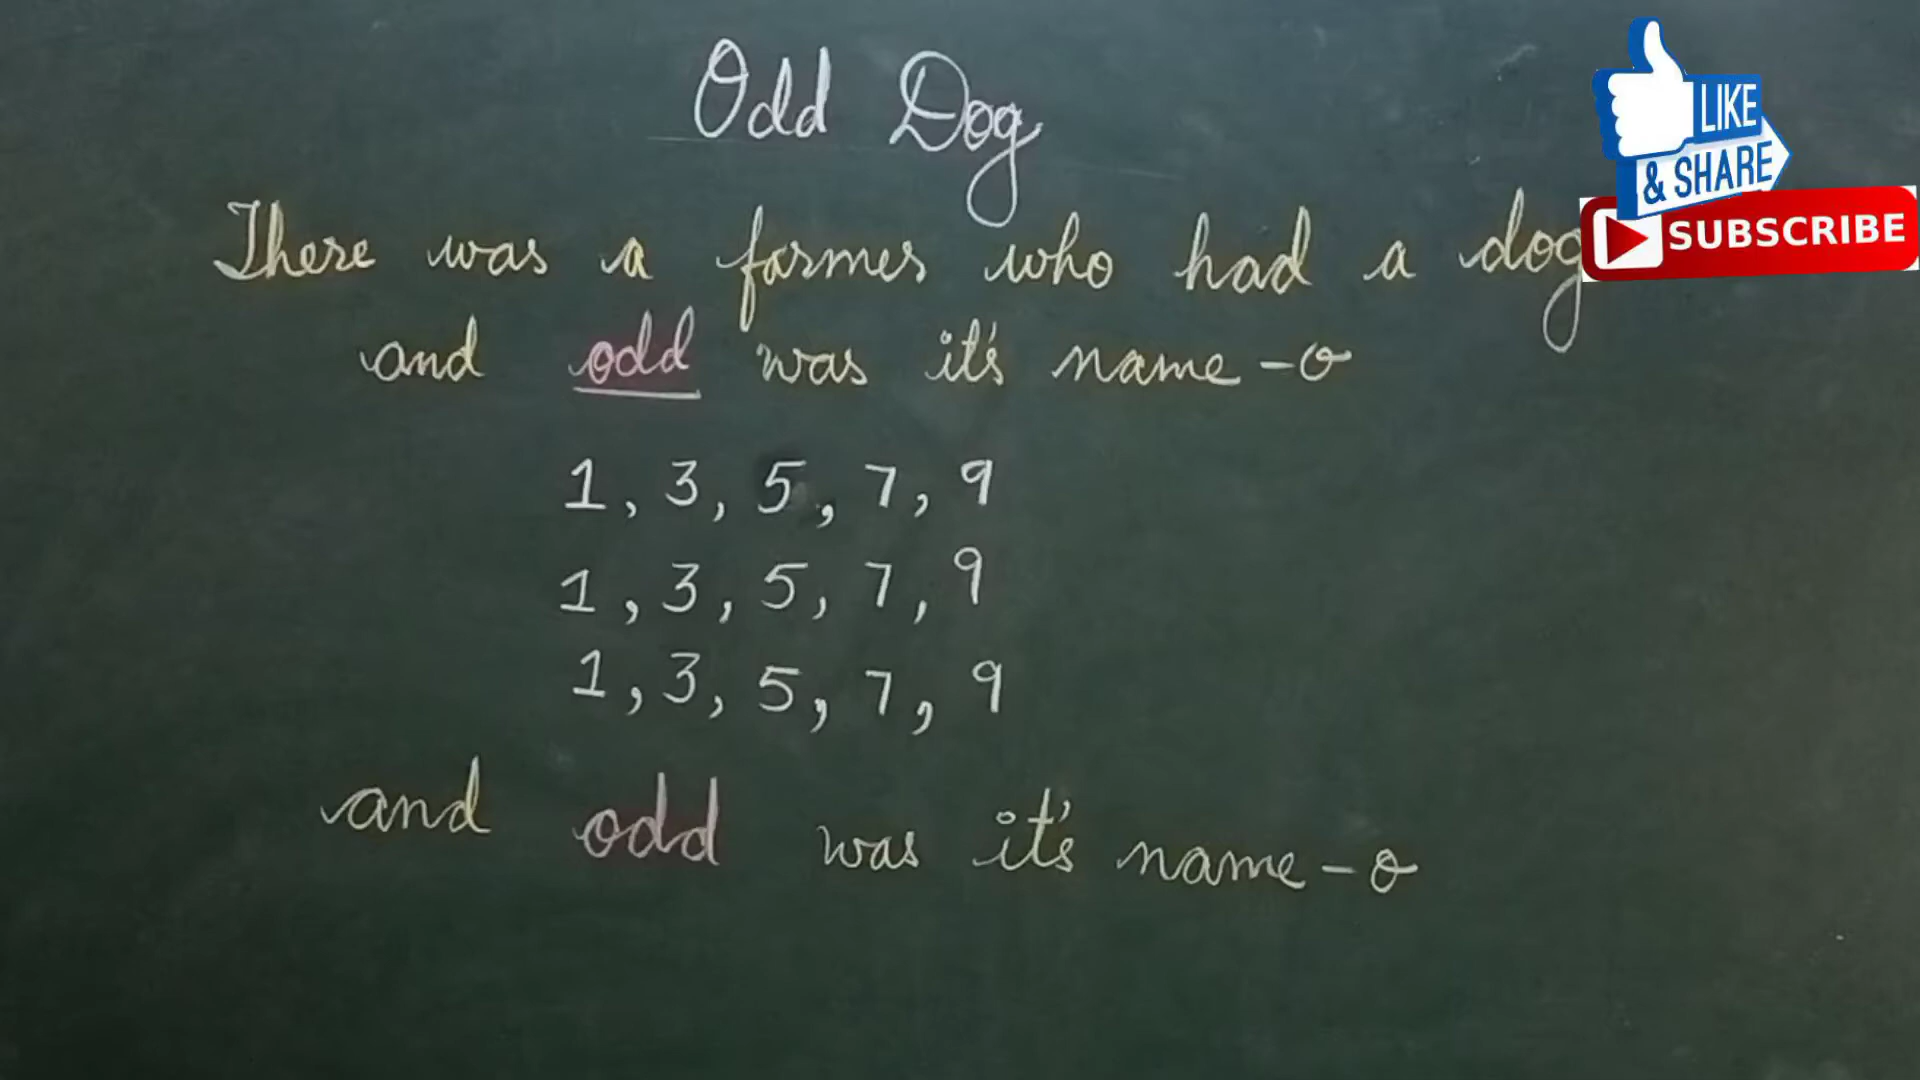 Odd Dog
There was a farmer who had a dog
and odd was it's name-o
1, 3, 5, 7, 9
1, 3, 5, 7, 9
1, 3, 5, 7, 9
and odd was it's name-o
LIKE
& SHARE
SUBSCRIBE